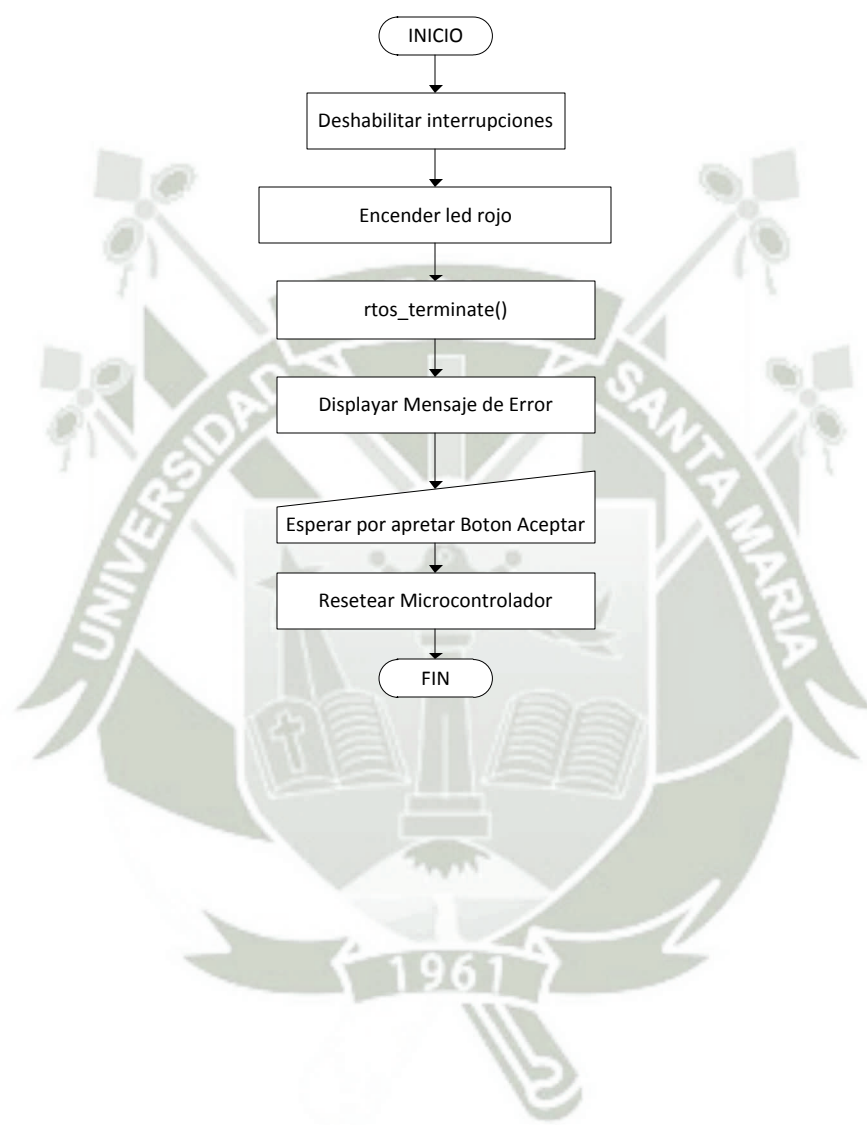 INICIO
Deshabilitar interrupciones
Encender led rojo
rtos_terminate()
Displayar Mensaje de Error
Esperar por apretar Boton Aceptar
Resetear Microcontrolador
FIN
UNIVERSIDAD
SANTA MARIA
1961